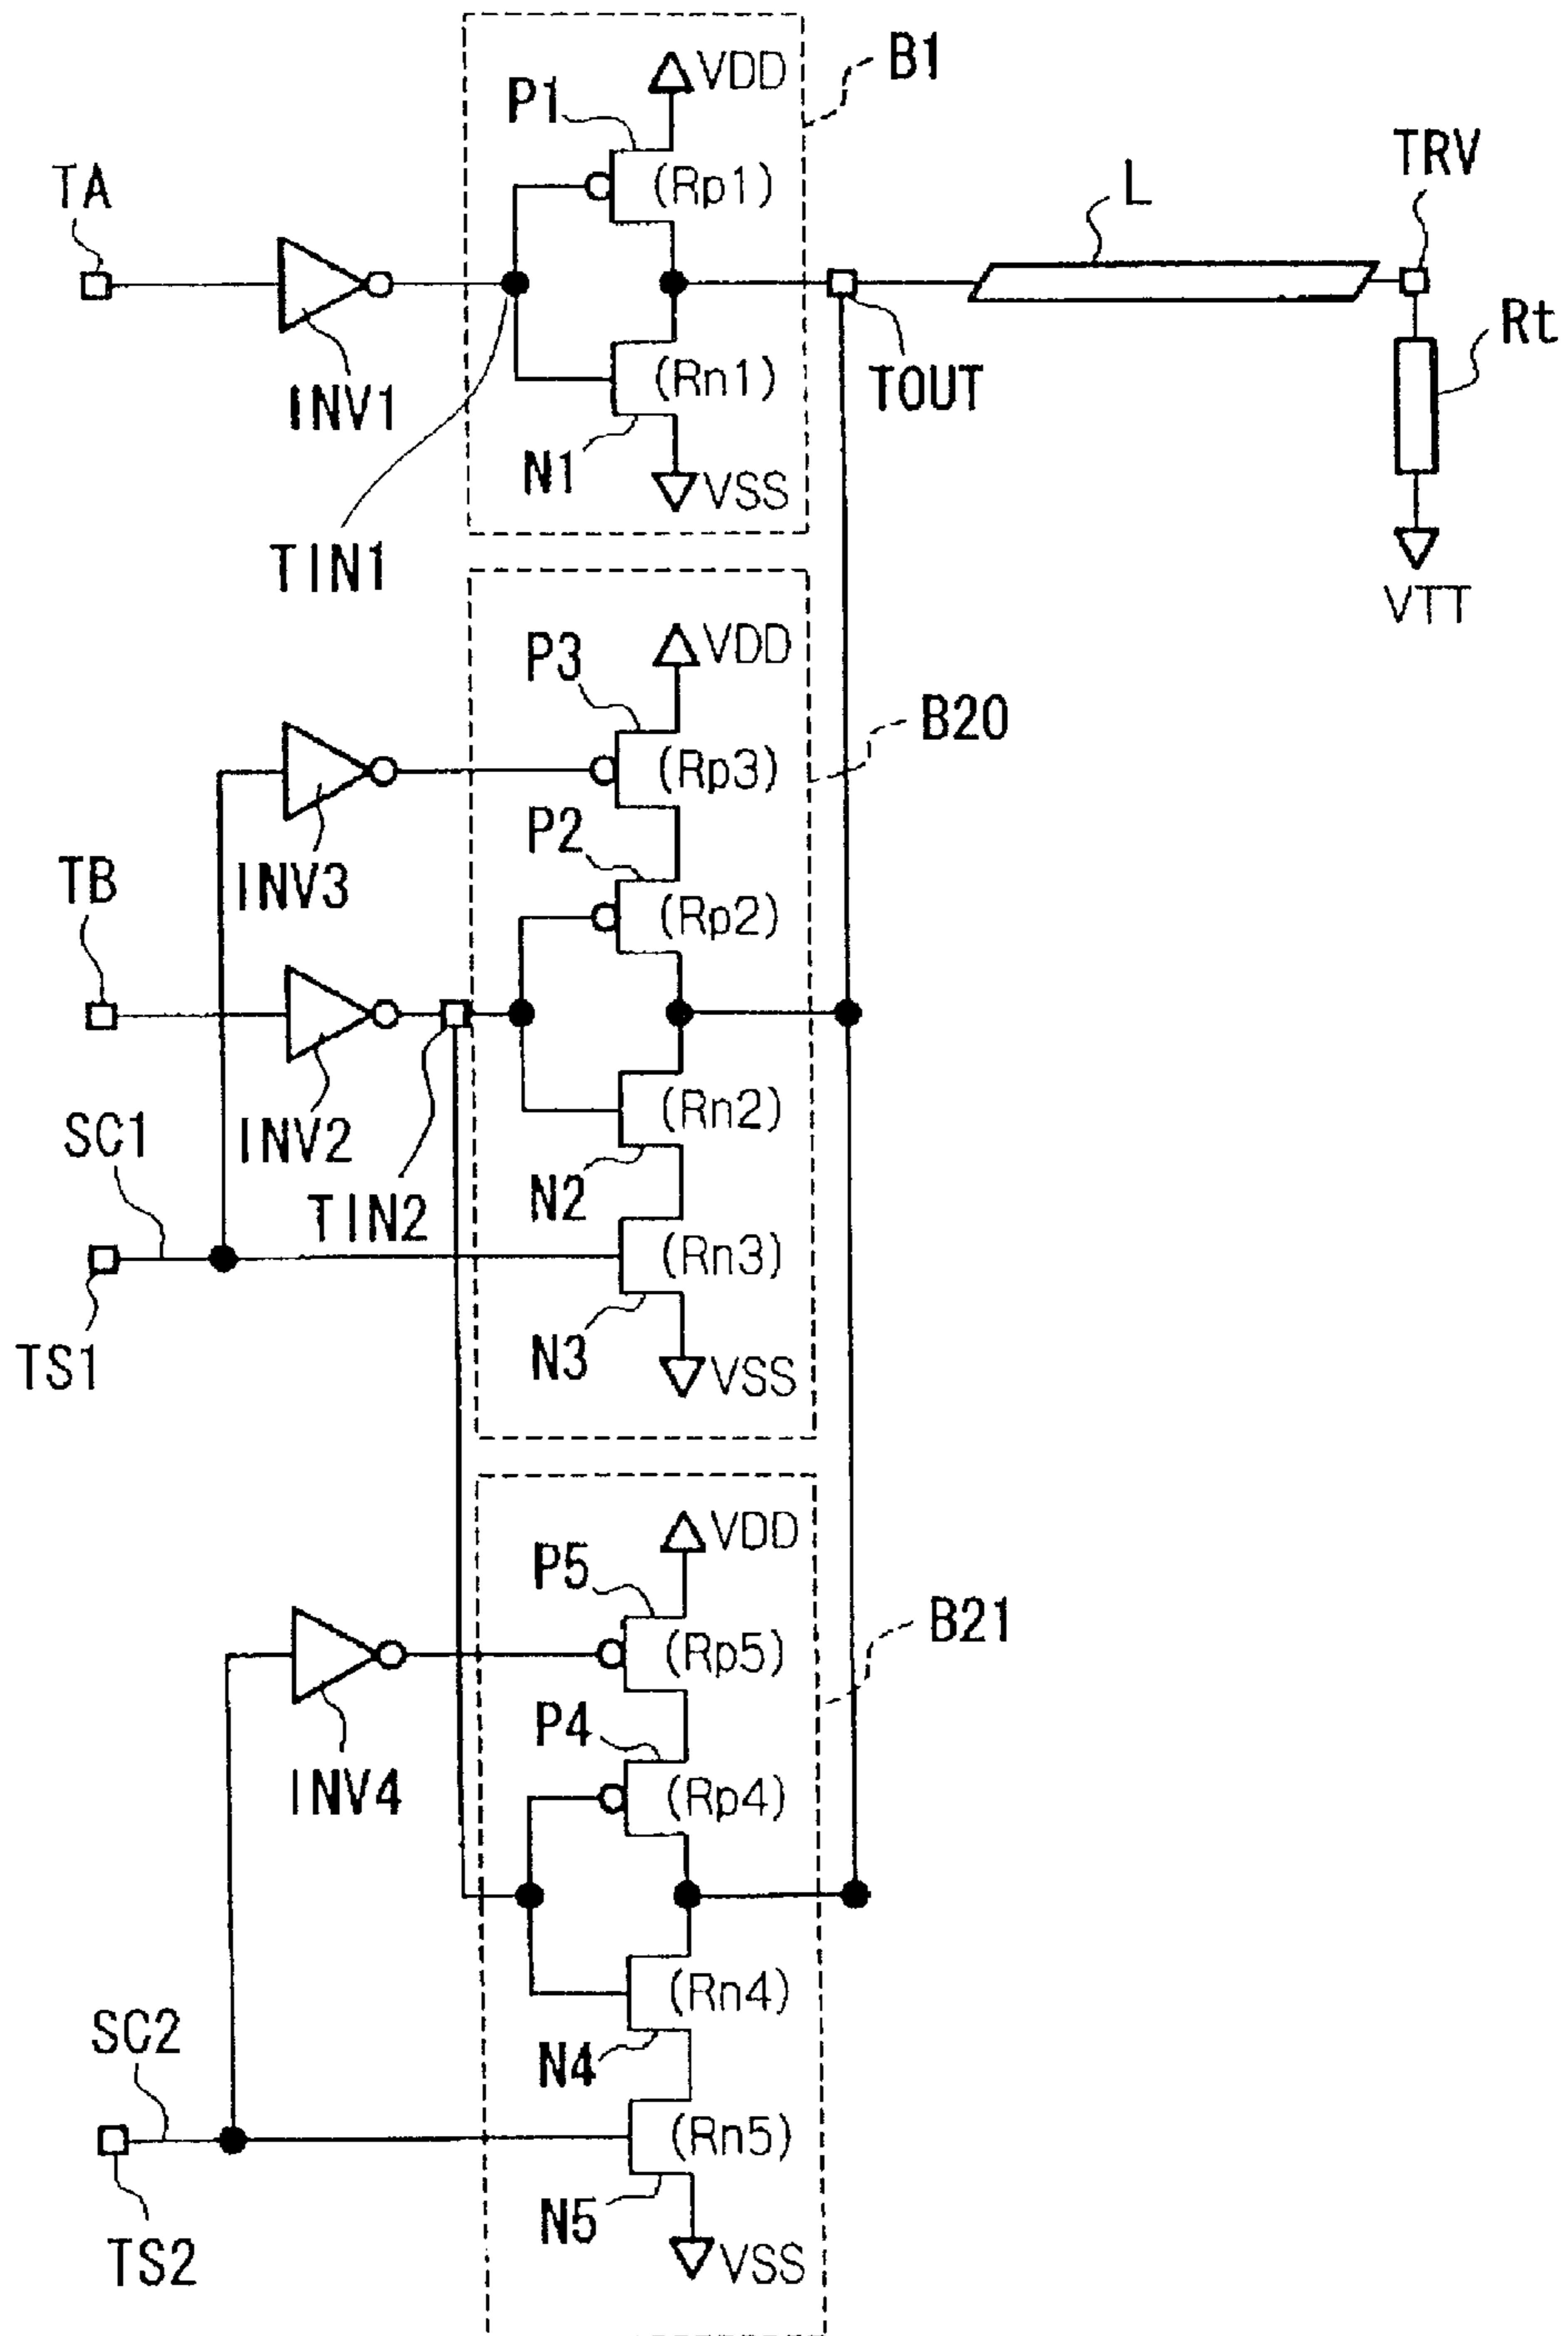 VDD
B1
P1
TRV
TA
(Rp1)
L
Rt
INV1
(Rn1)
TOUT
N1
VSS
TIN1
VTT
P3
VDD
B20
(Rp3)
P2
INV3
TB
(Rp2)
SC1
INV2
(Rn2)
TIN2
N2
(Rn3)
TS1
N3
VSS
VDD
P5
B21
(Rp5)
P4
INV4
(Rp4)
(Rn4)
SC2
N4
(Rn5)
N5
TS2
VSS